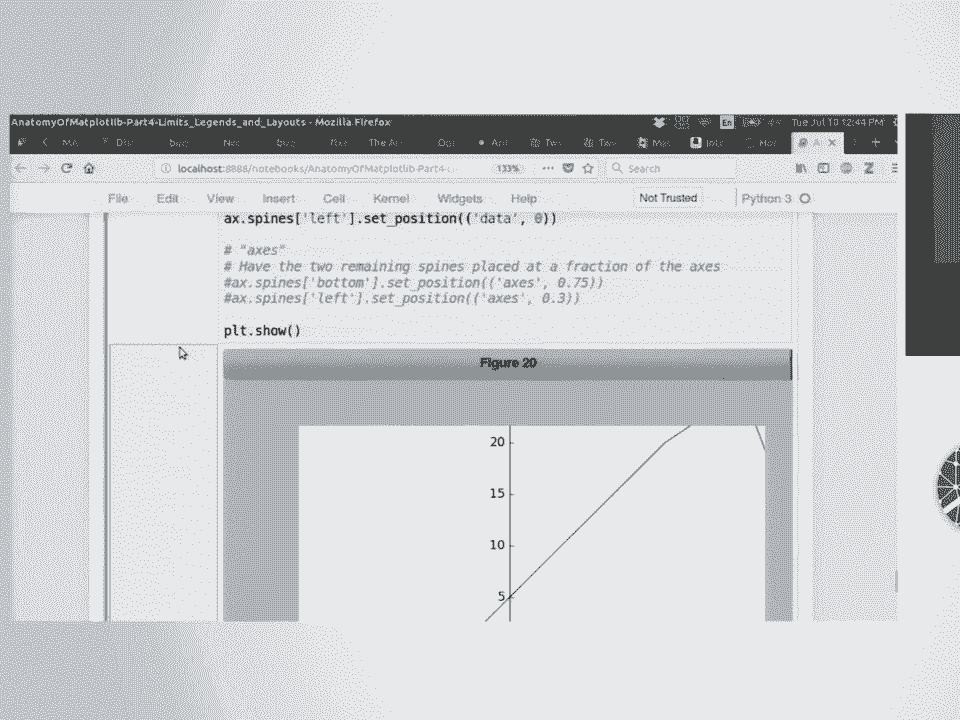 AnatomyOfMatplotlib-Part4-Limits_Legends_and_Layouts - Mozilla Firefox
En
Tue Jul 10 12:44 PM
localhost:8888/notebooks/AnatomyOfMatplotlib-Part4-
133%
Search
File Edit View Insert Cell Kernel Widgets Help
Not Trusted
Python 3
ax.spines['left'].set_position(('data', 0))
# "axes"
# Have the two remaining spines placed at a fraction of the axes
#ax.spines['bottom'].set_position(('axes', 0.75))
#ax.spines['left'].set_position(('axes', 0.3))
plt.show()
Figure 20
20
15
10
5